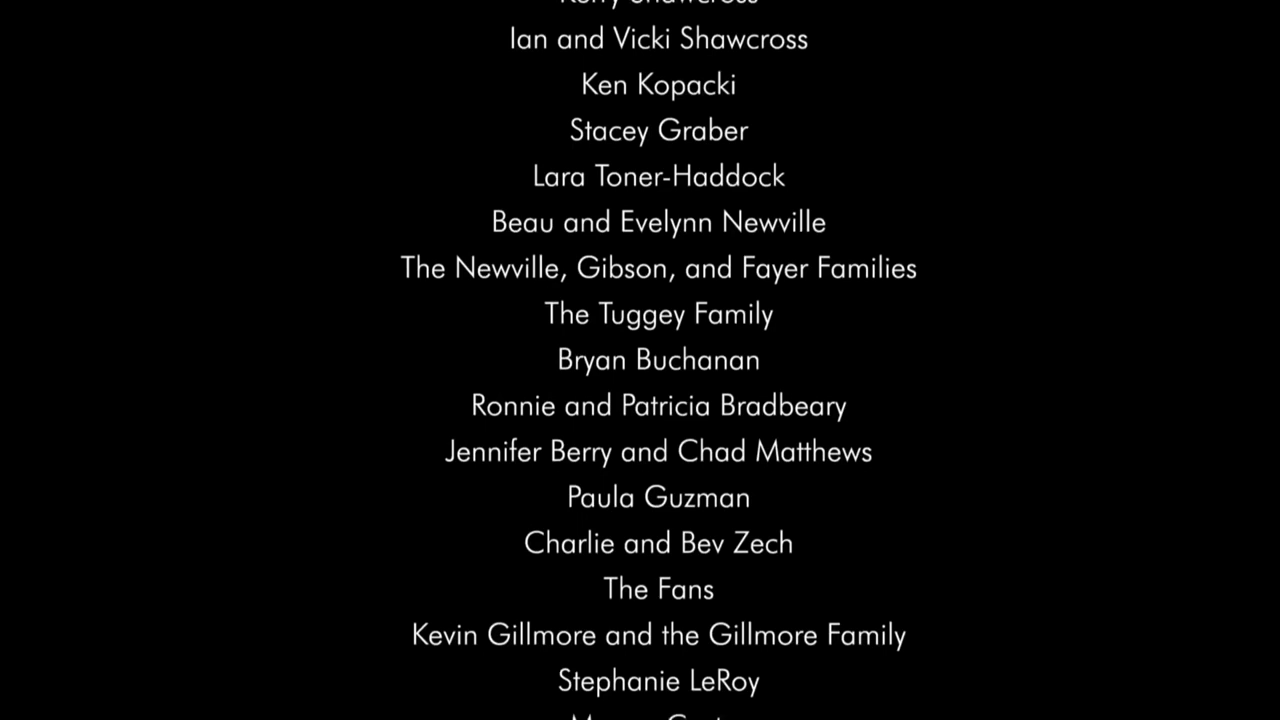 Ian and Vicki Shawcross
Ken Kopacki
Stacey Graber
Lara Toner-Haddock
Beau and Evelynn Newville
The Newville, Gibson, and Fayer Families
The Tuggey Family
Bryan Buchanan
Ronnie and Patricia Bradbeary
Jennifer Berry and Chad Matthews
Paula Guzman
Charlie and Bev Zech
The Fans
Kevin Gillmore and the Gillmore Family
Stephanie LeRoy